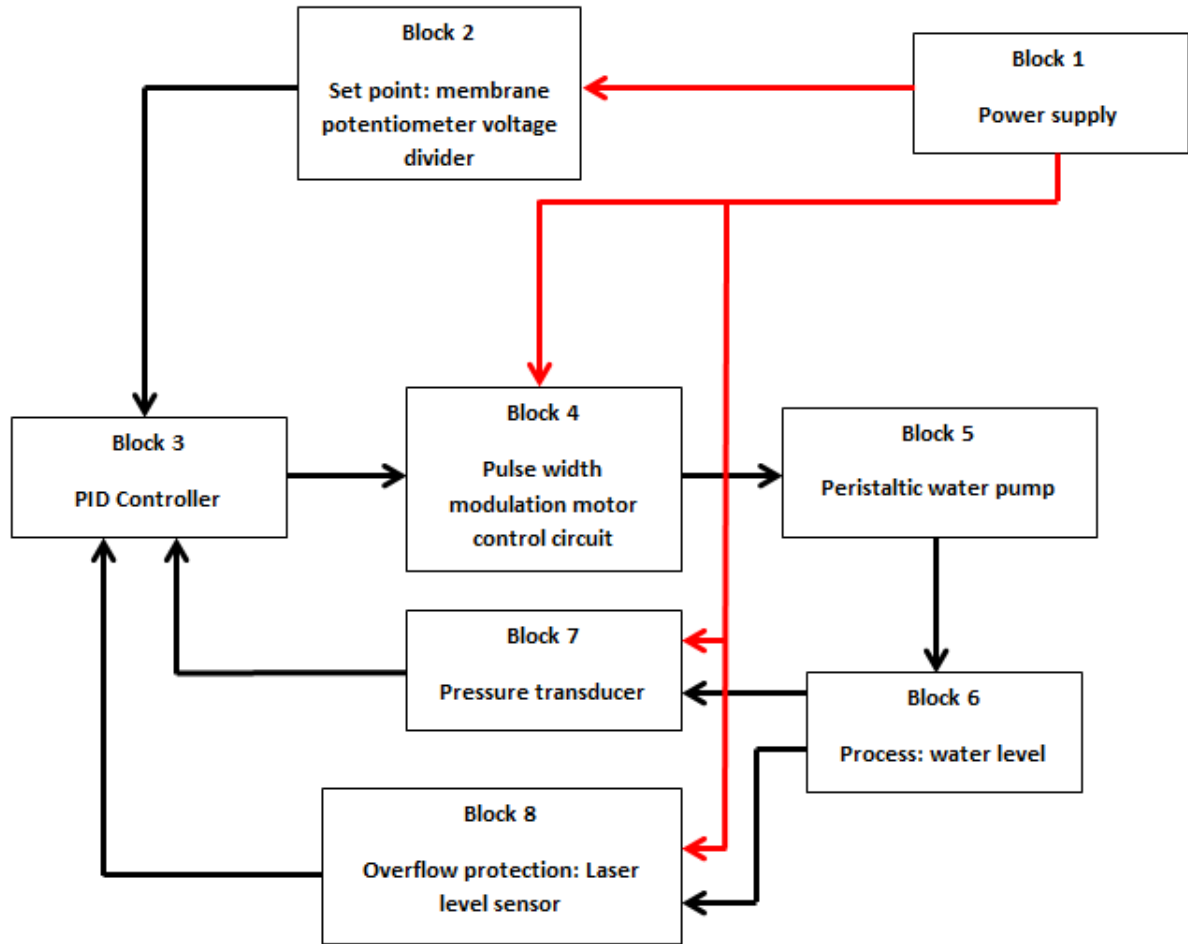 Block 2
Set point: membrane
potentiometer voltage
divider
Block 1
Power supply
Block 3
PID Controller
Block 4
Pulse width
modulation motor
control circuit
Block 5
Peristaltic water pump
Block 7
Pressure transducer
Block 6
Process: water level
Block 8
Overflow protection: Laser
level sensor